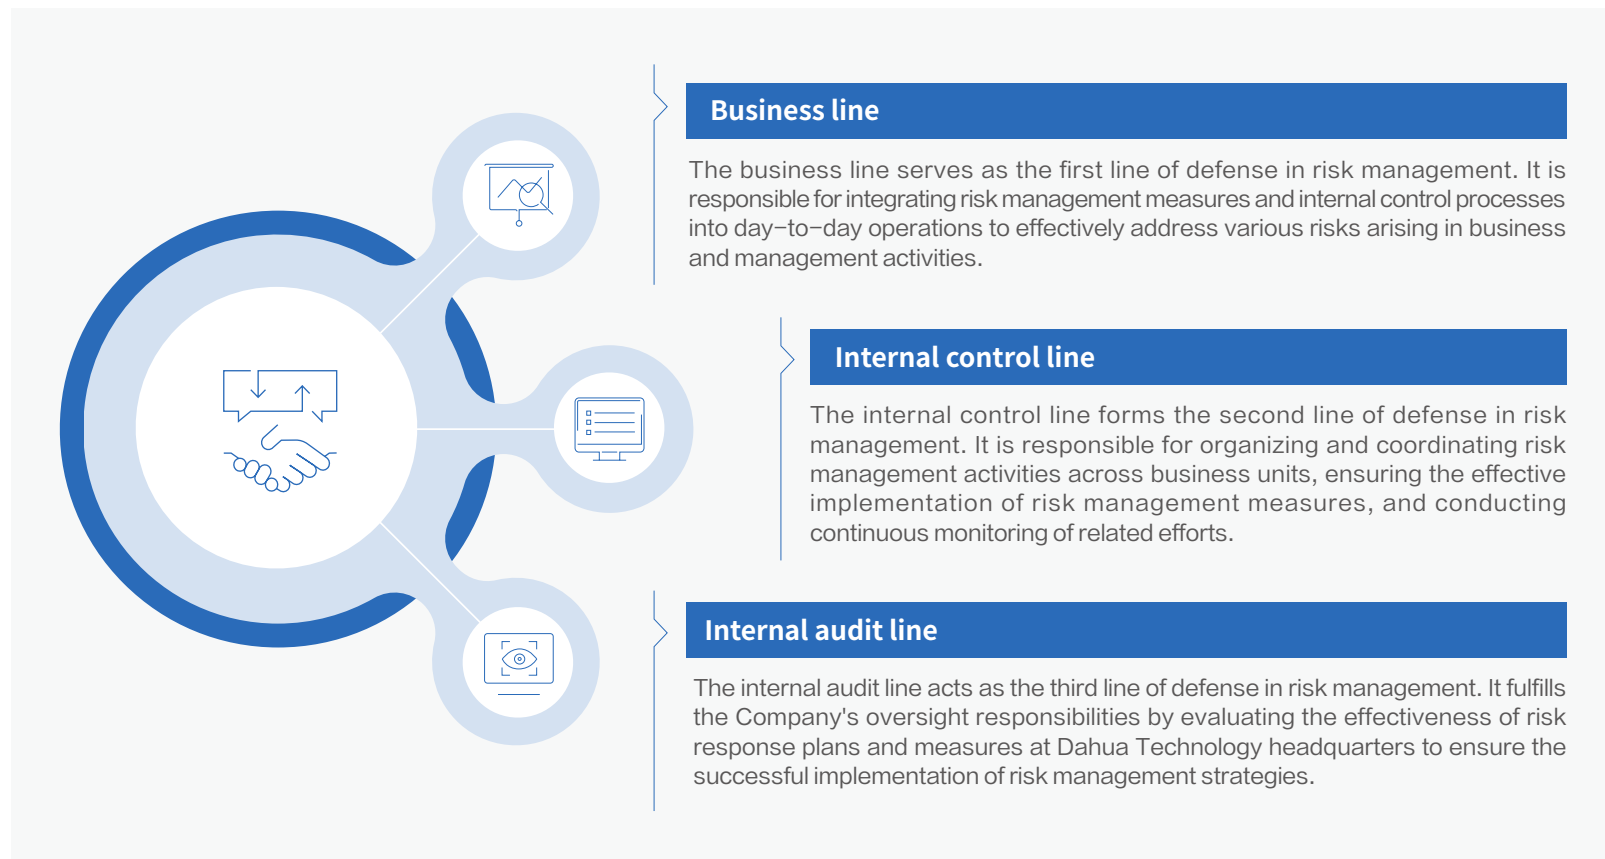 Business line
The business line serves as the first line of defense in risk management. It is
responsible for integrating risk management measures and internal control processes
into day-to-day operations to effectively address various risks arising in business
and management activities.
Internal control line
The internal control line forms the second line of defense in risk
management. It is responsible for organizing and coordinating risk
management activities across business units, ensuring the effective
implementation of risk management measures, and conducting
continuous monitoring of related efforts.
Internal audit line
The internal audit line acts as the third line of defense in risk management. It fulfills
the Company's oversight responsibilities by evaluating the effectiveness of risk
response plans and measures at Dahua Technology headquarters to ensure the
successful implementation of risk management strategies.